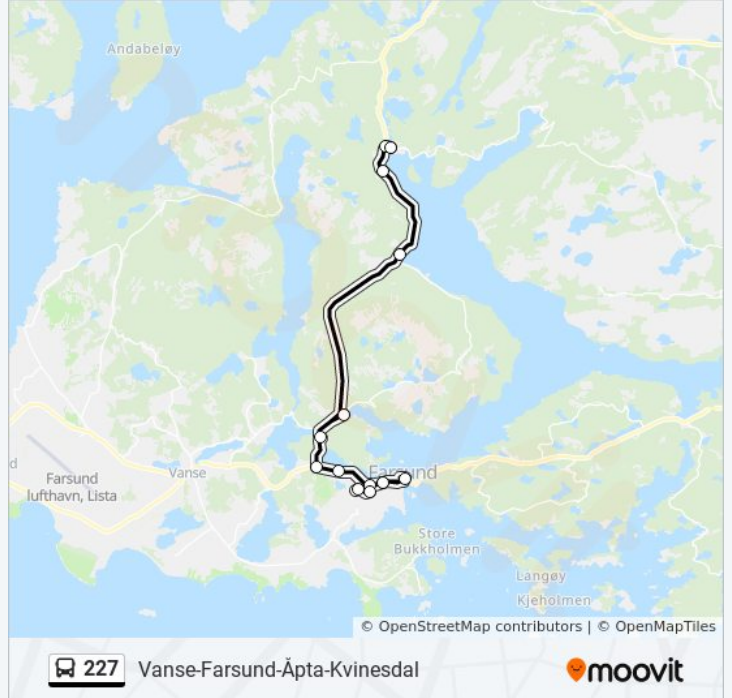 Andabeløy
d
Farsund
lufthavn, Lista
Vanse
Farsund
Store
Bukkholmen
Langøy
Kjeholmen
© OpenStreetMap contributors | © OpenMapTiles
227 Vanse-Farsund-Åpta-Kvinesdal
moovit